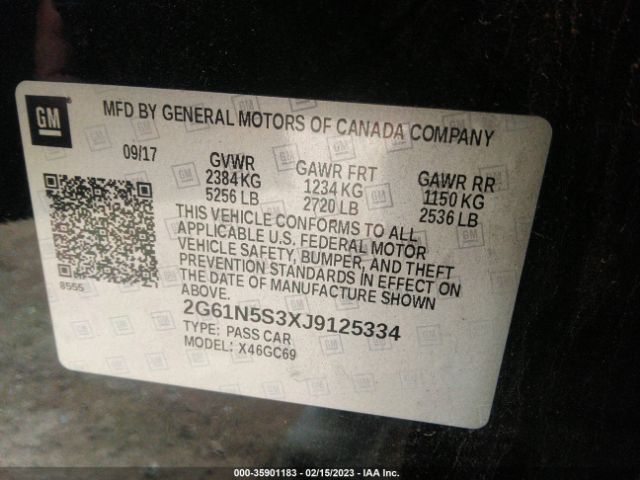 GM
MFD BY GENERAL MOTORS OF CANADA COMPANY
09/17
GVWR
2384 KG
5256 LB
GAWR FRT
1234 KG
2720 LB
GAWR RR
1150 KG
2536 LB
THIS VEHICLE CONFORMS TO ALL
APPLICABLE U.S. FEDERAL MOTOR
VEHICLE SAFETY, BUMPER, AND THEFT
PREVENTION STANDARDS IN EFFECT ON
THE DATE OF MANUFACTURE SHOWN
ABOVE.
8555
2G61N5S3XJ9125334
TYPE: PASS CAR
MODEL: X46GC69
000-35901183 - 02/15/2023 - IAA Inc.